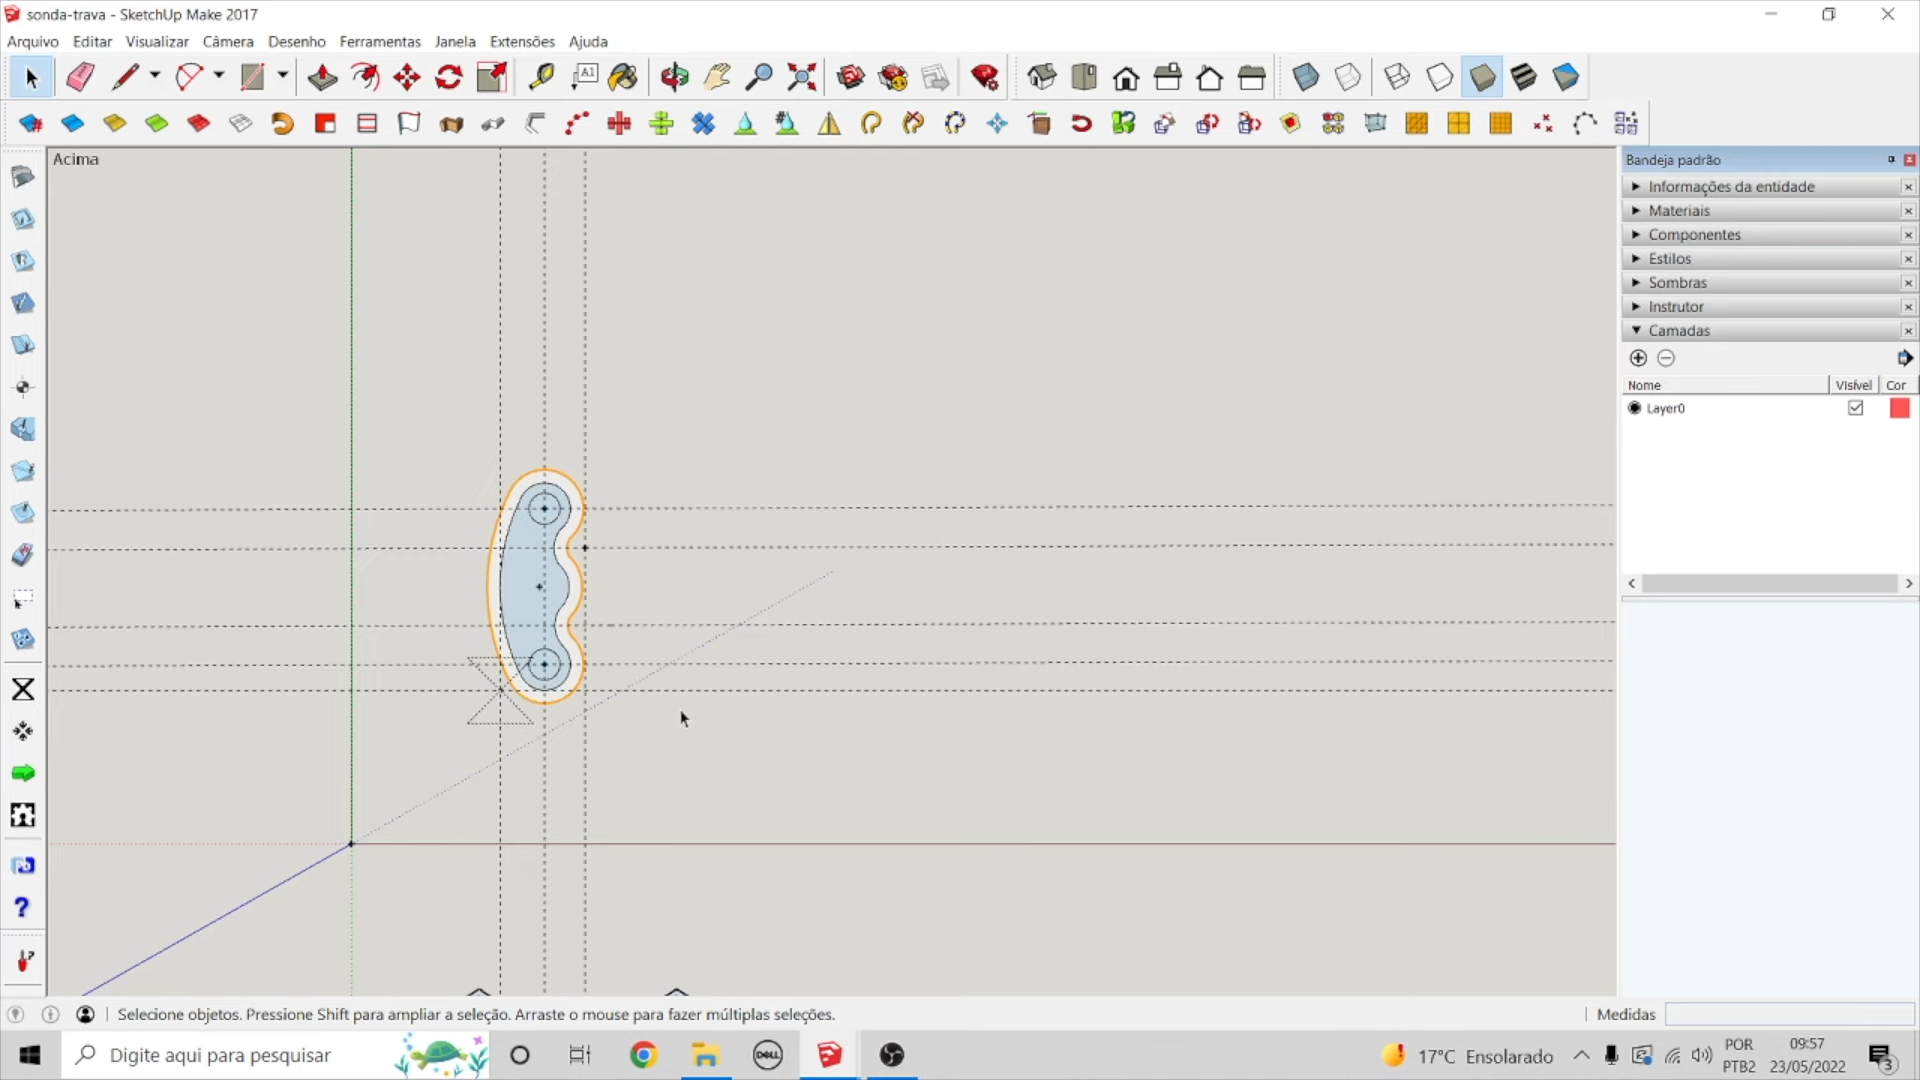 sonda-trava - SketchUp Make 2017
Arquivo Editar Visualizar Câmera Desenho Ferramentas Janela Extensões Ajuda
A1
Acima
Bandeja padrão
Informações da entidade
Materiais
Componentes
Estilos
Sombras
Instrutor
Camadas
Nome Visível Cor
Layer0
Selecione objetos. Pressione Shift para ampliar a seleção. Arraste o mouse para fazer múltiplas seleções.
Medidas
Digite aqui para pesquisar
DELL
17°C Ensolarado
POR
PTB2
09:57
23/05/2022
3